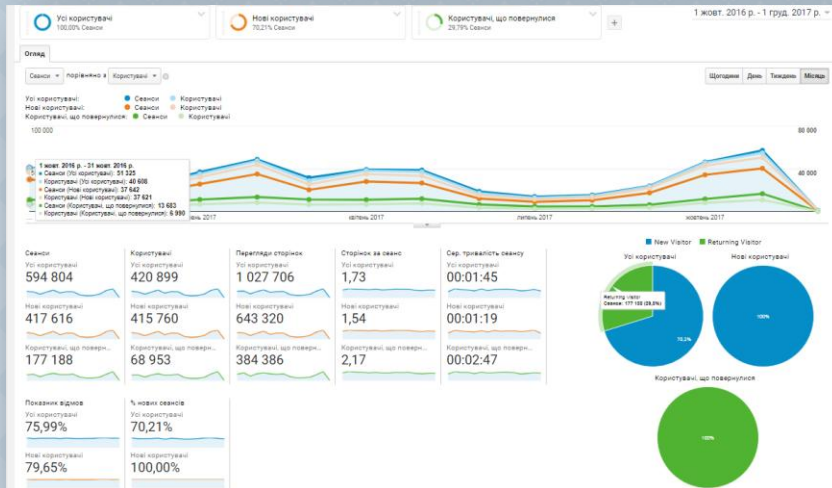 Усі користувачі
100,00% Сеанси
Нові користувачі
70,21% Сеанси
Користувачі, що повернулися
29,79% Сеанси
1 жовт. 2016 р. - 1 груд. 2017 р.
Огляд
Сеанси порівняно з Користувачі
Щогодини День Тиждень Місяць
Усі користувачі: Сеанси Користувачі
Нові користувачі: Сеанси Користувачі
Користувачі, що повернулися: Сеанси Користувачі
100 000
80 000
40 000
1 жовт. 2016 р. - 31 жовт. 2016 р.
Сеанси (Усі користувачі): 51 325
Користувачі (Усі користувачі): 40 608
Сеанси (Нові користувачі): 37 642
Користувачі (Нові користувачі): 37 621
Сеанси (Користувачі, що повернулися): 13 683
Користувачі (Користувачі, що повернулися): 6 990
2017
квітень 2017
липень 2017
жовтень 2017
Сеанси
Усі користувачі
594 804
Нові користувачі
417 616
Користувачі, що поверн...
177 188
Користувачі
Усі користувачі
420 899
Нові користувачі
415 760
Користувачі, що поверн...
68 953
Перегляди сторінок
Усі користувачі
1 027 706
Нові користувачі
643 320
Користувачі, що поверн...
384 386
Сторінок за сеанс
Усі користувачі
1,73
Нові користувачі
1,54
Користувачі, що поверн...
2,17
Сер. тривалість сеансу
Усі користувачі
00:01:45
Нові користувачі
00:01:19
Користувачі, що поверн...
00:02:47
Показник відмов
Усі користувачі
75,99%
Нові користувачі
79,65%
% нових сеансів
Усі користувачі
70,21%
Нові користувачі
100,00%
New Visitor Returning Visitor
Усі користувачі
Returning Visitor
Сеанси: 177 188 (29,8%)
70,2%
Нові користувачі
100%
Користувачі, що повернулися
100%